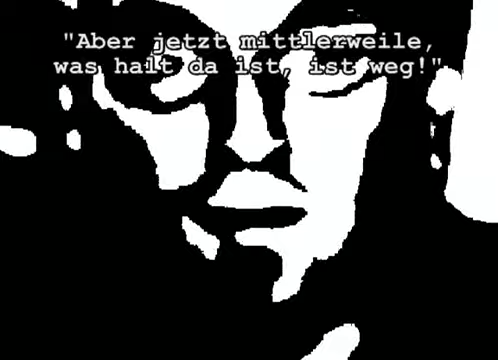 "Aber jetzt mittlerweile,
was halt da ist, ist weg!"